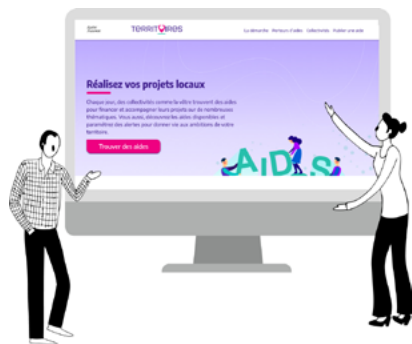 TERRITOIRES
La démarche Porteurs d'aides Collectivités Publier une aide
Réalisez vos projets locaux
Chaque jour, des collectivités comme la vôtre trouvent des aides
pour financer et accompagner leurs projets sur de nombreuses
thématiques. Vous aussi, découvrez les aides disponibles et
paramétrez des alertes pour donner vie aux ambitions de votre
territoire.
Trouver des aides
AIDES